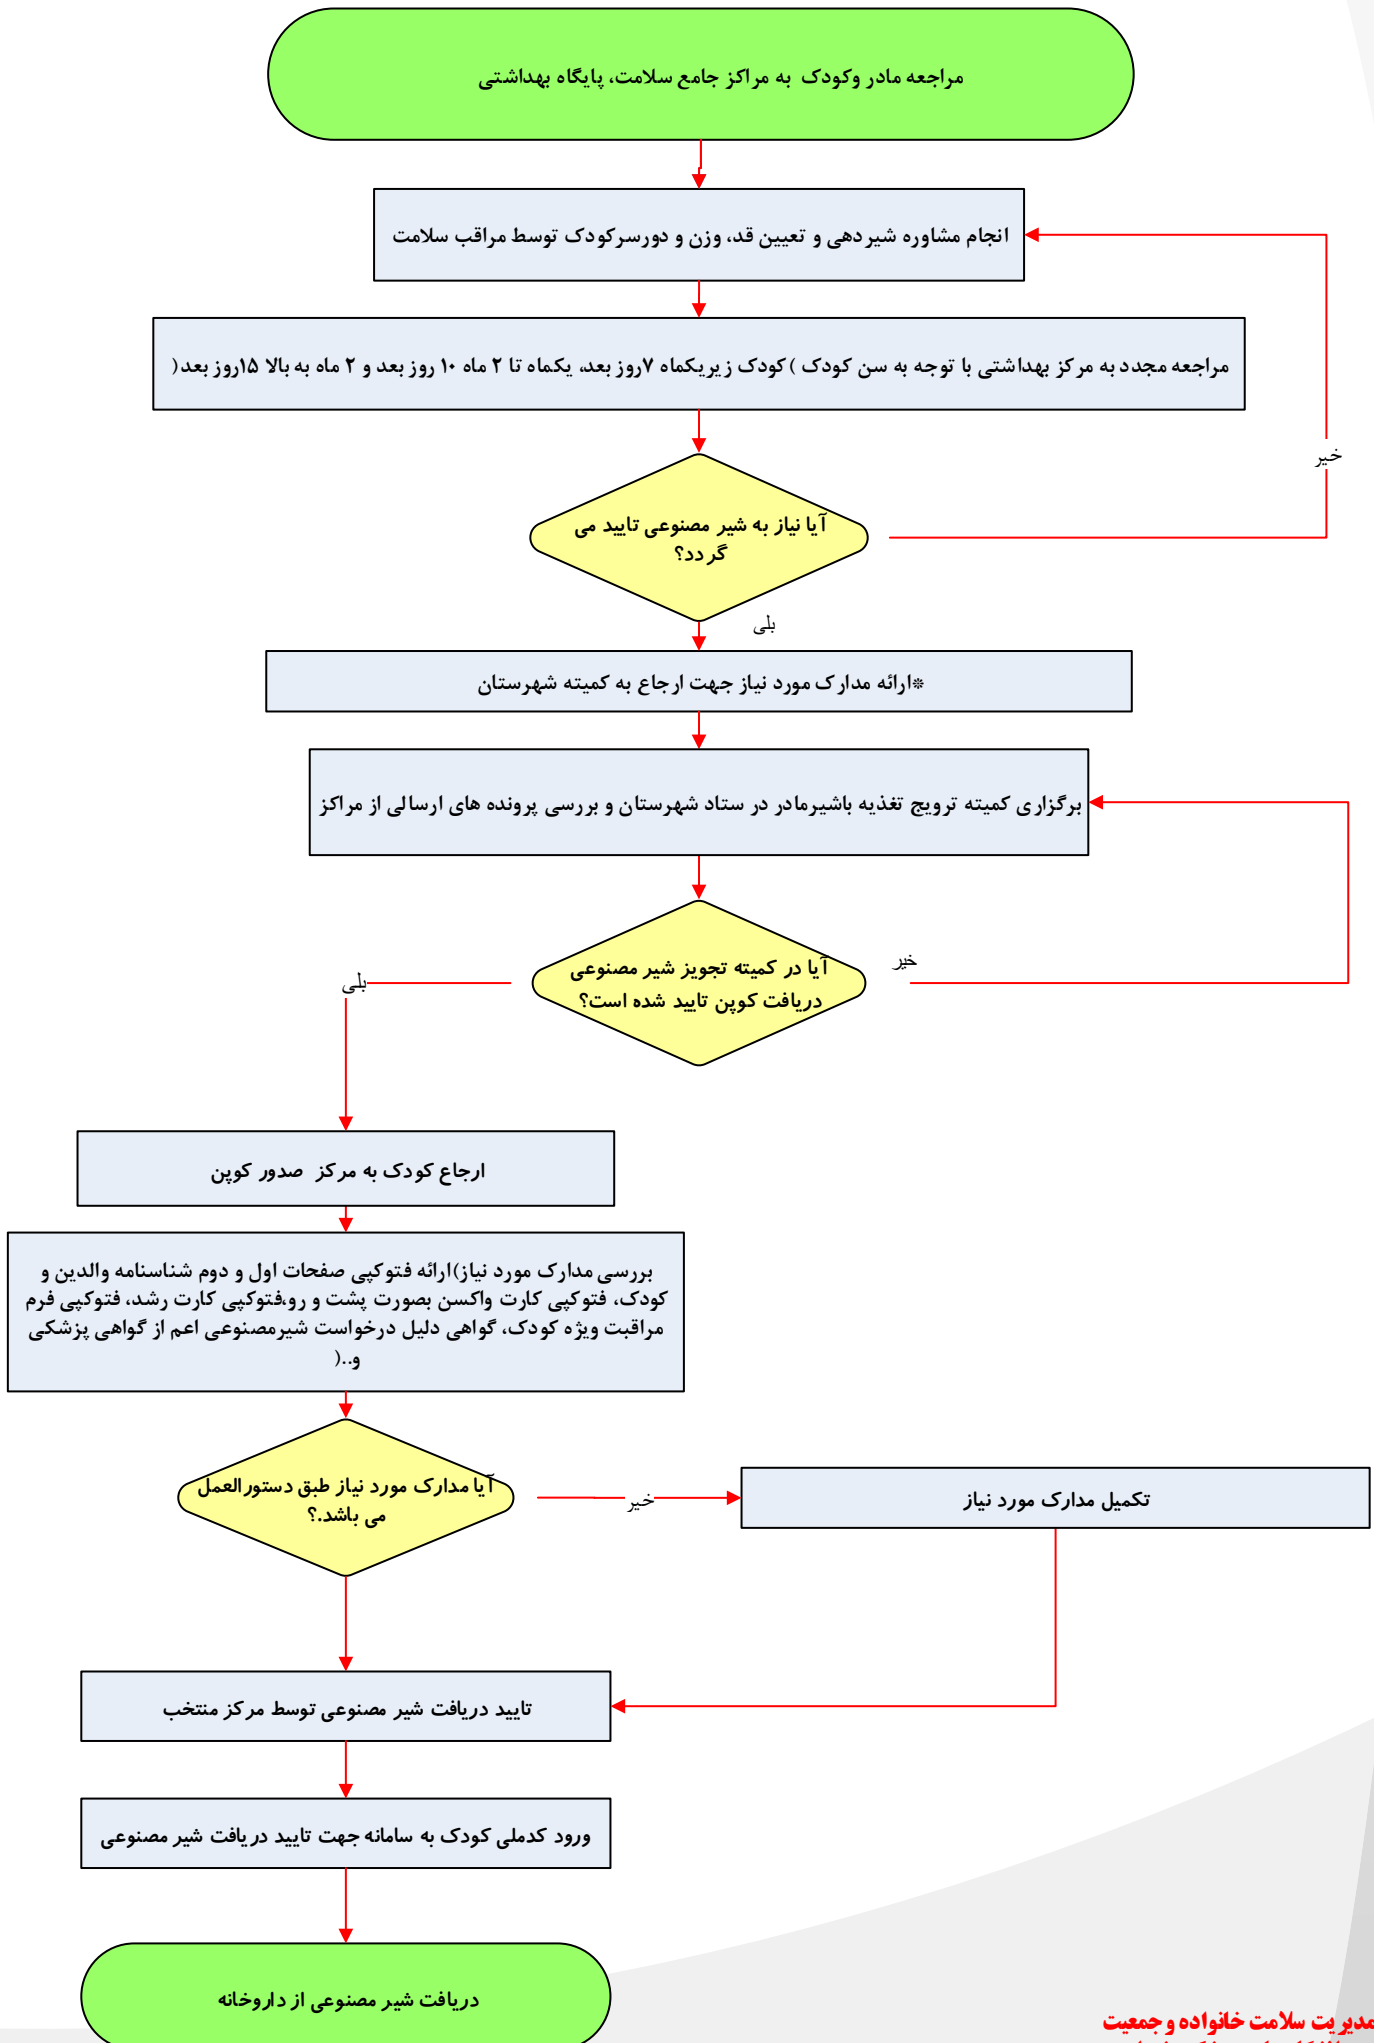 مراجعه مادر وکودک به مراکز جامع سلامت، پایگاه بهداشتی
انجام مشاوره شیردهی و تعیین قد، وزن و دورسرکودک توسط مراقب سلامت
مراجعه مجدد به مرکز بهداشتی با توجه به سن کودک )کودک زیریکماه ۷روز بعد، یکماه تا ۲ ماه ۱۰ روز بعد و ۲ ماه به بالا ۱۵روز بعد(
خیر
آیا نیاز به شیر مصنوعی تایید می
گردد؟
بلی
*ارائه مدارک مورد نیاز جهت ارجاع به کمیته شهرستان
برگزاری کمیته ترویج تغذیه باشیرمادر در ستاد شهرستان و بررسی پرونده های ارسالی از مراکز
خیر
آیا در کمیته تجویز شیر مصنوعی
دریافت کوپن تایید شده است؟
بلی
ارجاع کودک به مرکز صدور کوپن
بررسی مدارک مورد نیاز)ارائه فتوکپی صفحات اول و دوم شناسنامه والدین و
کودک، فتوکپی کارت واکسن بصورت پشت و رو،فتوکپی کارت رشد، فتوکپی فرم
مراقبت ویژه کودک، گواهی دلیل درخواست شیرمصنوعی اعم از گواهی پزشکی
و..(
آیا مدارک مورد نیاز طبق دستورالعمل
می باشد.؟
خیر
تکمیل مدارک مورد نیاز
تایید دریافت شیر مصنوعی توسط مرکز منتخب
ورود کدملی کودک به سامانه جهت تایید دریافت شیر مصنوعی
دریافت شیر مصنوعی از داروخانه
مدیریت سلامت خانواده و جمعیت